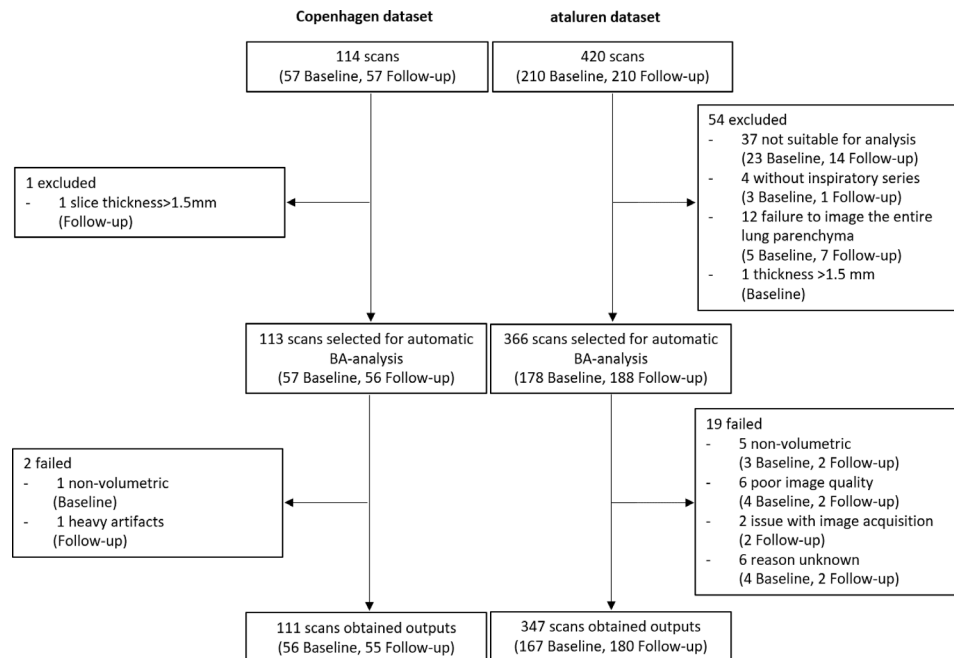 Copenhagen dataset
ataluren dataset
114 scans
(57 Baseline, 57 Follow-up)
420 scans
(210 Baseline, 210 Follow-up)
54 excluded
- 37 not suitable for analysis
(23 Baseline, 14 Follow-up)
- 4 without inspiratory series
(3 Baseline, 1 Follow-up)
- 12 failure to image the entire
lung parenchyma
(5 Baseline, 7 Follow-up)
- 1 thickness >1.5 mm
(Baseline)
1 excluded
- 1 slice thickness>1.5mm
(Follow-up)
113 scans selected for automatic
BA-analysis
(57 Baseline, 56 Follow-up)
366 scans selected for automatic
BA-analysis
(178 Baseline, 188 Follow-up)
2 failed
- 1 non-volumetric
(Baseline)
- 1 heavy artifacts
(Follow-up)
19 failed
- 5 non-volumetric
(3 Baseline, 2 Follow-up)
- 6 poor image quality
(4 Baseline, 2 Follow-up)
- 2 issue with image acquisition
(2 Follow-up)
- 6 reason unknown
(4 Baseline, 2 Follow-up)
111 scans obtained outputs
(56 Baseline, 55 Follow-up)
347 scans obtained outputs
(167 Baseline, 180 Follow-up)